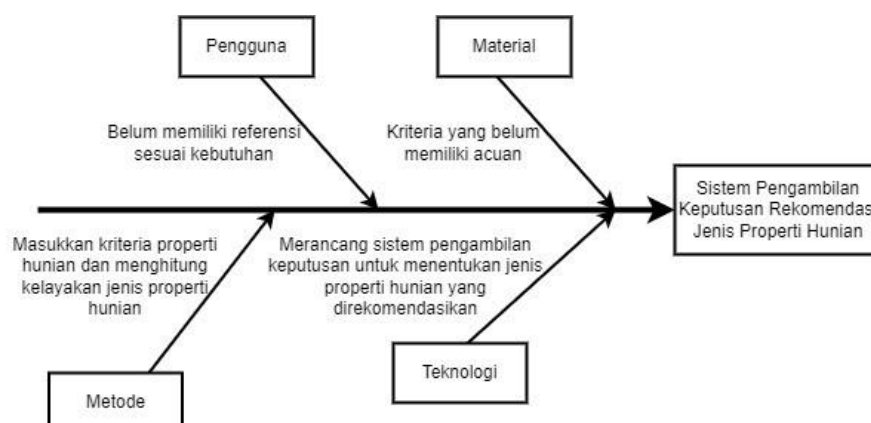 Pengguna
Material
Belum memiliki referensi
sesuai kebutuhan
Kriteria yang belum
memiliki acuan
Sistem Pengambilan
Keputusan Rekomendas
Jenis Properti Hunian
Masukkan kriteria properti
hunian dan menghitung
kelayakan jenis properti
hunian
Merancang sistem pengambilan
keputusan untuk menentukan jenis
properti hunian yang
direkomendasikan
Teknologi
Metode